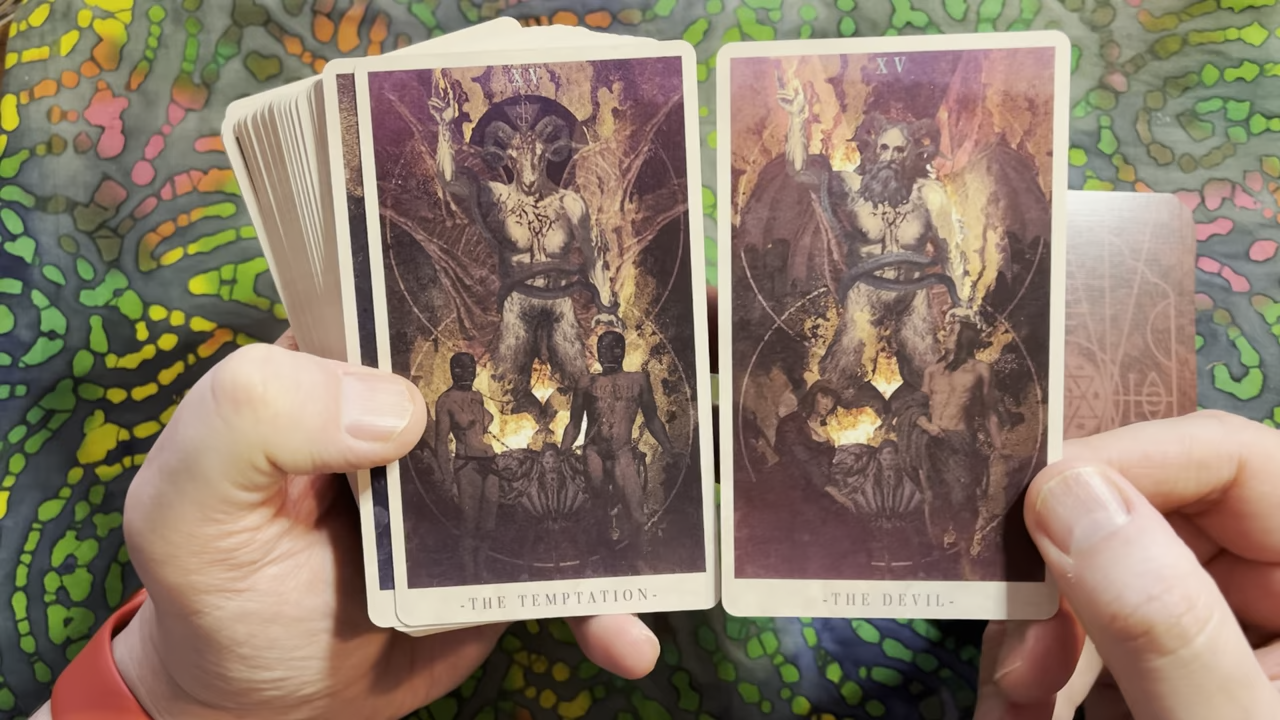 XV
-THE TEMPTATION-
XV
-THE DEVIL-